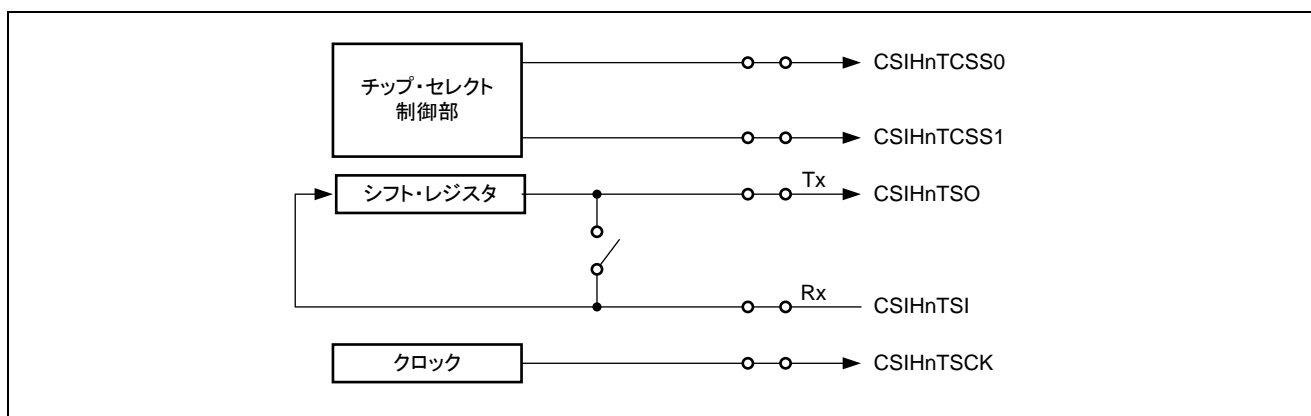 チップ・セレクト
制御部
CSIHnTCSS0
CSIHnTCSS1
シフト・レジスタ
Tx
CSIHnTSO
Rx
CSIHnTSI
クロック
CSIHnTSCK